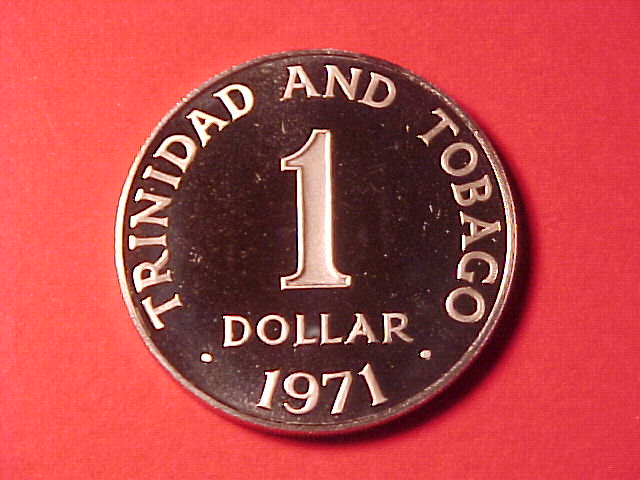 TRINIDAD AND TOBAGO
1
DOLLAR
1971